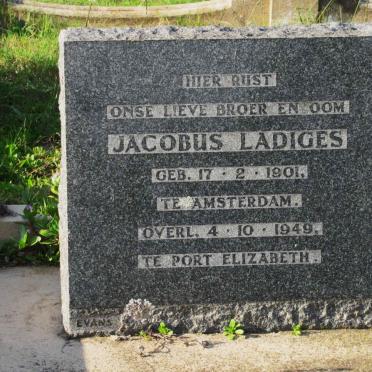 HIER RUST
ONSE LIEVE BROER EN OOM
JACOBUS LADIGES
GEB. 17 · 2 · 1901.
TE AMSTERDAM.
OVERL. 4 · 10 · 1949.
TE PORT ELIZABETH.
EVANS